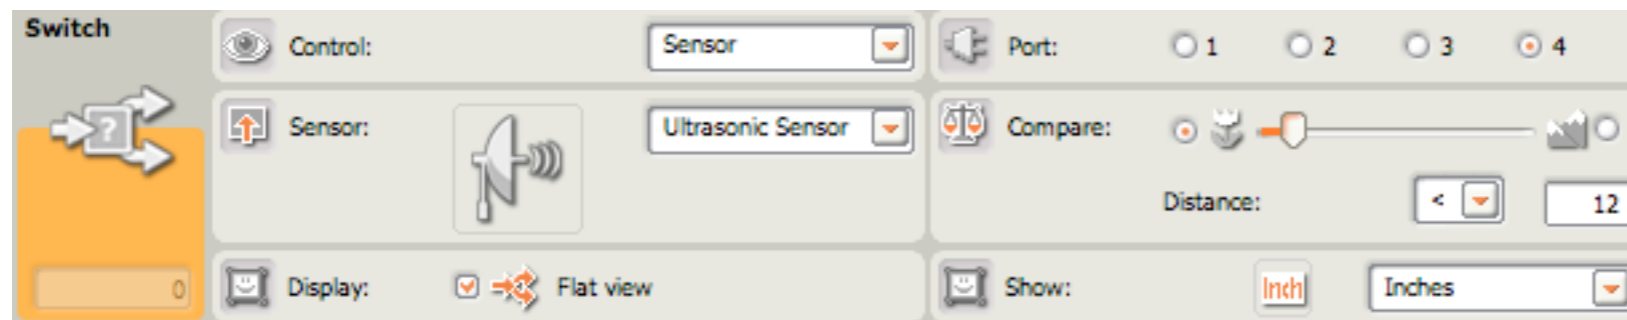 Switch
Control: Sensor
Port: 1 2 3 4
Sensor: Ultrasonic Sensor
Compare:
Distance: < 12
0
Display: Flat view
Show: Inch Inches